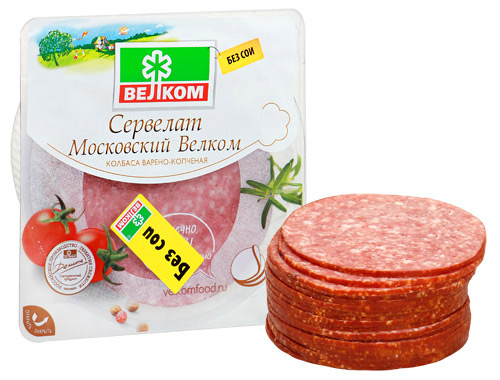 БЕЗ СОИ
ВЕЛКОМ
Сервелат
Московский Велком
КОЛБАСА ВАРЕНО-КОПЧЕНАЯ
ВЕЛКОМ
Без сои
velkomfood.ru